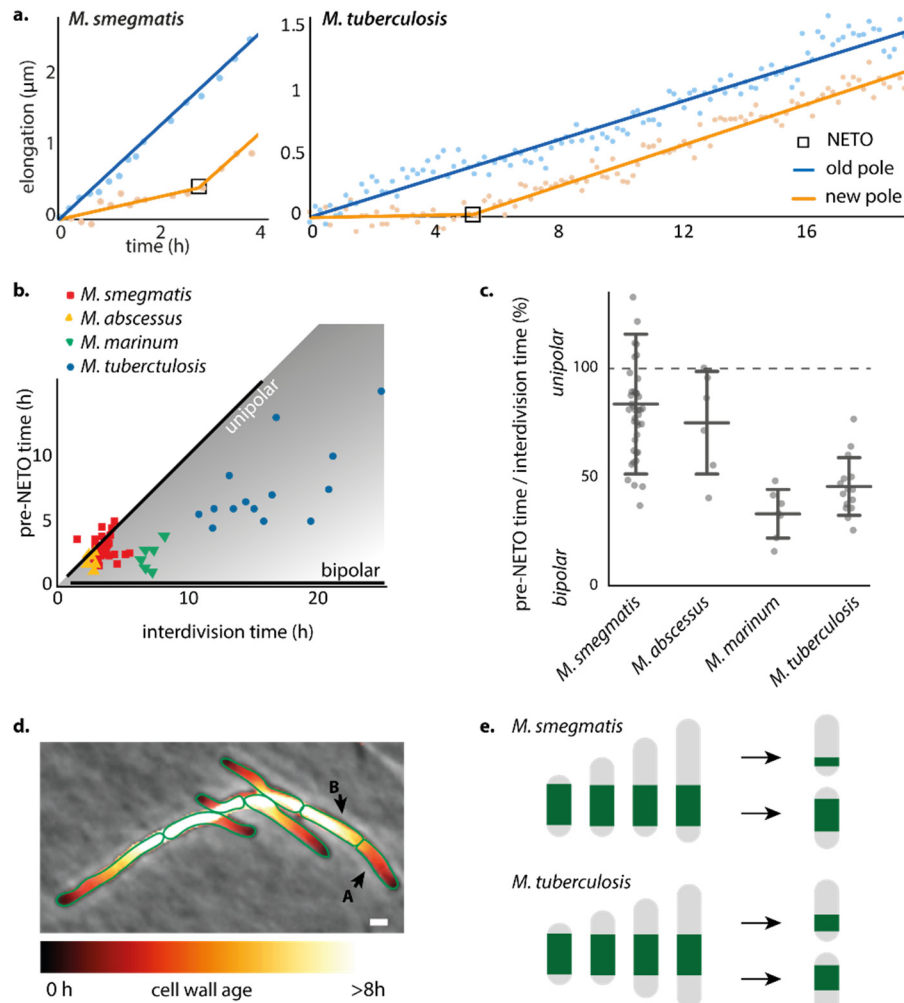 a. M. smegmatis M. tuberculosis
elongation (μm)
2
1
0
0 2 4
time (h)
1.5
1
0.5
0
0 4 8 12 16
NETO
old pole
new pole
b.
M. smegmatis
M. abscessus
M. marinum
M. tuberctulosis
pre-NETO time (h)
10
5
0
0 10 20
unipolar
bipolar
interdivision time (h)
c.
pre-NETO time / interdivision time (%)
unipolar
bipolar
100
50
0
M. smegmatis
M. abscessus
M. marinum
M. tuberculosis
d.
B
A
0 h cell wall age >8h
e.
M. smegmatis
M. tuberculosis